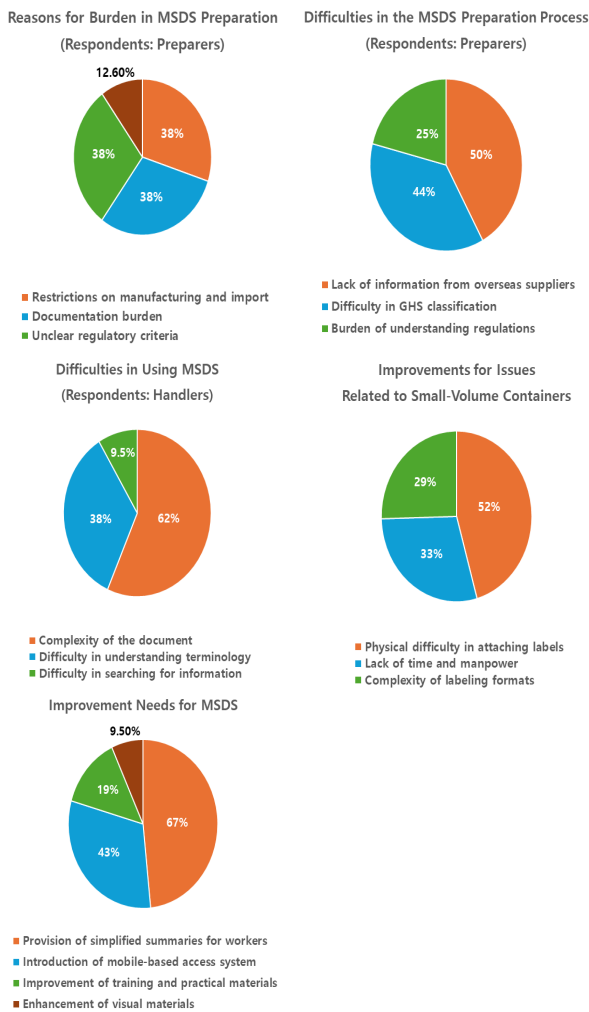 Reasons for Burden in MSDS Preparation
(Respondents: Preparers)
12.60%
38%
38%
38%
Restrictions on manufacturing and import
Documentation burden
Unclear regulatory criteria
Difficulties in the MSDS Preparation Process
(Respondents: Preparers)
25%
50%
44%
Lack of information from overseas suppliers
Difficulty in GHS classification
Burden of understanding regulations
Difficulties in Using MSDS
(Respondents: Handlers)
9.5%
38%
62%
Complexity of the document
Difficulty in understanding terminology
Difficulty in searching for information
Improvements for Issues
Related to Small-Volume Containers
29%
52%
33%
Physical difficulty in attaching labels
Lack of time and manpower
Complexity of labeling formats
Improvement Needs for MSDS
9.50%
19%
67%
43%
Provision of simplified summaries for workers
Introduction of mobile-based access system
Improvement of training and practical materials
Enhancement of visual materials